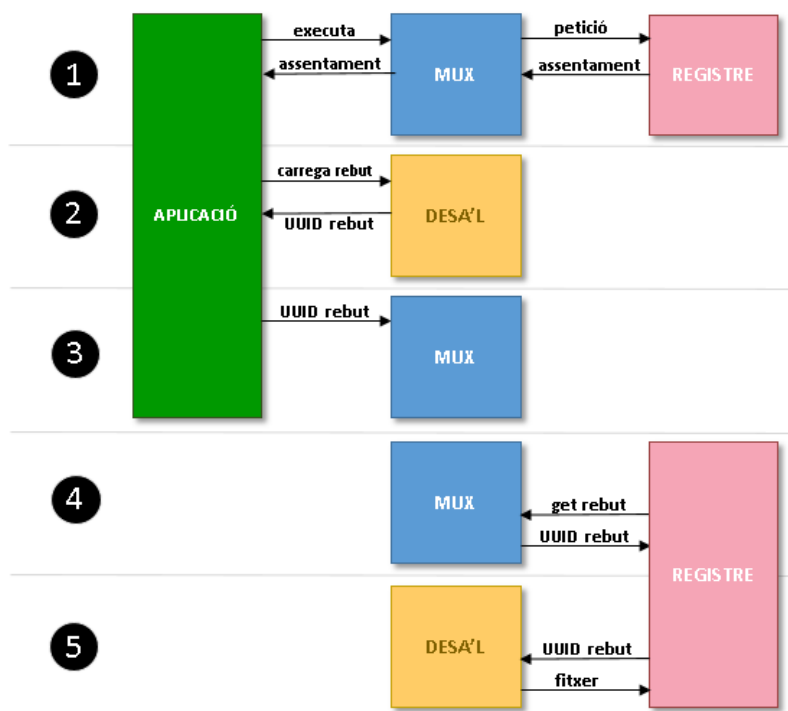 executa
petició
1
assentament
MUX
assentament
REGISTRE
carrega rebut
2
APLICACIÓ
UUID rebut
DESA'L
UUID rebut
3
MUX
4
MUX
get rebut
UUID rebut
REGISTRE
5
DESA'L
UUID rebut
fitxer